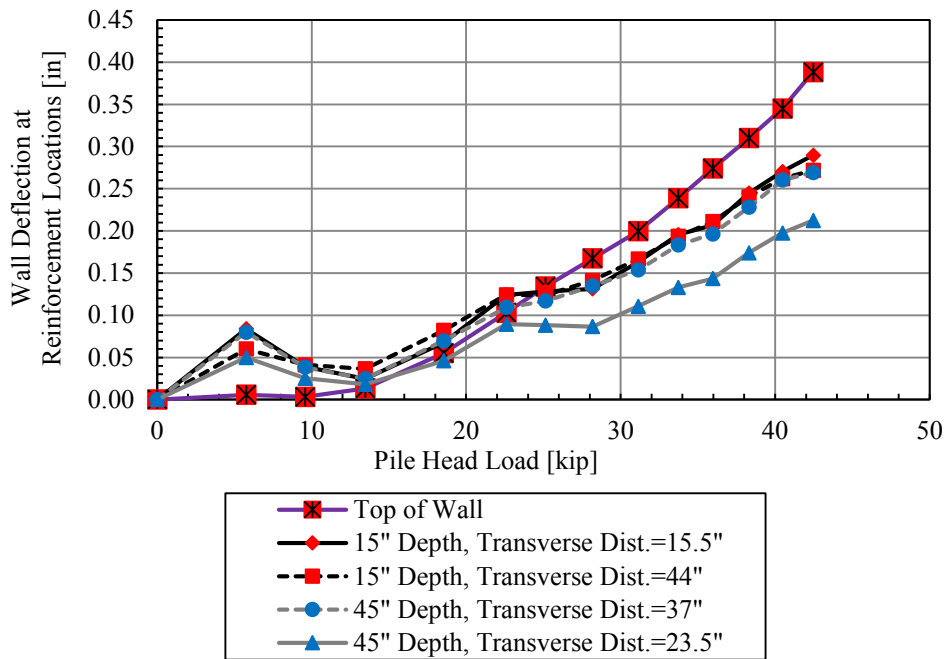 0.45
0.40
0.35
0.30
0.25
0.20
0.15
0.10
0.05
0.00
Wall Deflection at
Reinforcement Locations [in]
0 10 20 30 40 50
Pile Head Load [kip]
Top of Wall
15" Depth, Transverse Dist.=15.5"
15" Depth, Transverse Dist.=44"
45" Depth, Transverse Dist.=37"
45" Depth, Transverse Dist.=23.5"